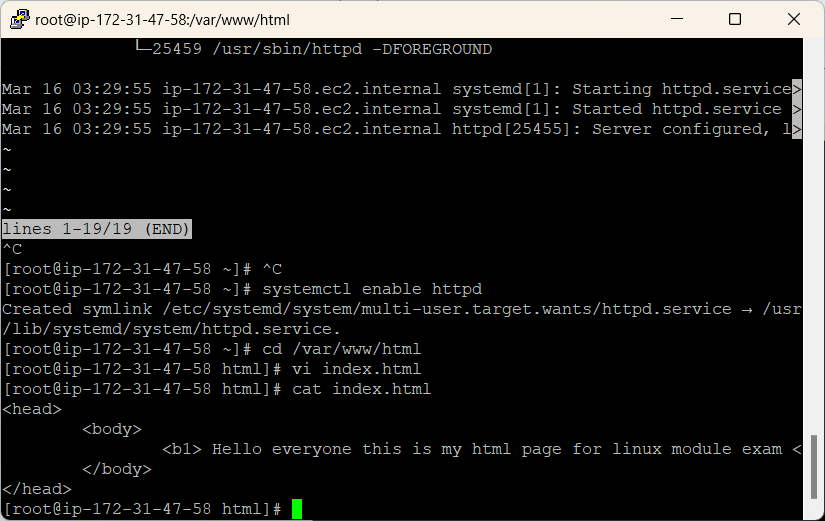 root@ip-172-31-47-58:/var/www/html
└─25459 /usr/sbin/httpd -DFOREGROUND
Mar 16 03:29:55 ip-172-31-47-58.ec2.internal systemd[1]: Starting httpd.service>
Mar 16 03:29:55 ip-172-31-47-58.ec2.internal systemd[1]: Started httpd.service >
Mar 16 03:29:55 ip-172-31-47-58.ec2.internal httpd[25455]: Server configured, l>
~
~
~
~
lines 1-19/19 (END)
^C
[root@ip-172-31-47-58 ~]# ^C
[root@ip-172-31-47-58 ~]# systemctl enable httpd
Created symlink /etc/systemd/system/multi-user.target.wants/httpd.service → /usr
/lib/systemd/system/httpd.service.
[root@ip-172-31-47-58 ~]# cd /var/www/html
[root@ip-172-31-47-58 html]# vi index.html
[root@ip-172-31-47-58 html]# cat index.html
<head>
<body>
<b1> Hello everyone this is my html page for linux module exam <
</body>
</head>
[root@ip-172-31-47-58 html]#